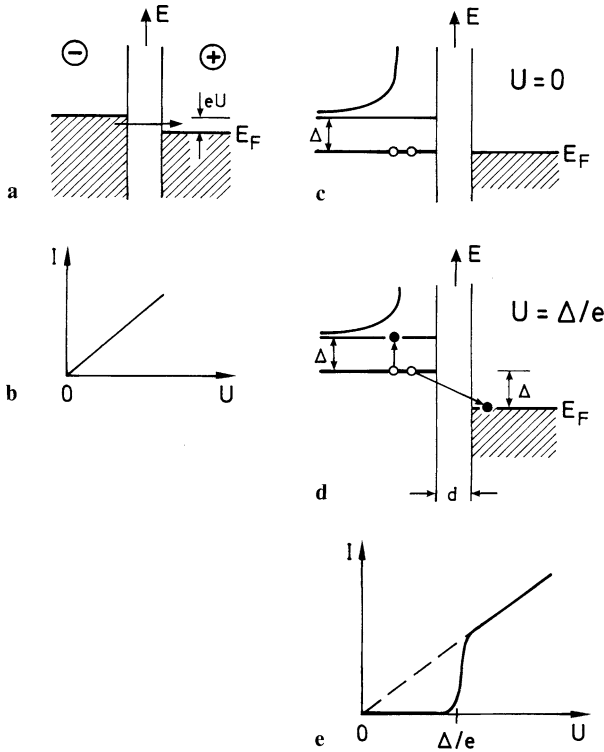 E
−
+
eU
E_F
a
I
0
U
b
E
U = 0
Δ
E_F
c
E
U = Δ/e
Δ
Δ
E_F
d
d
I
0
Δ/e
U
e